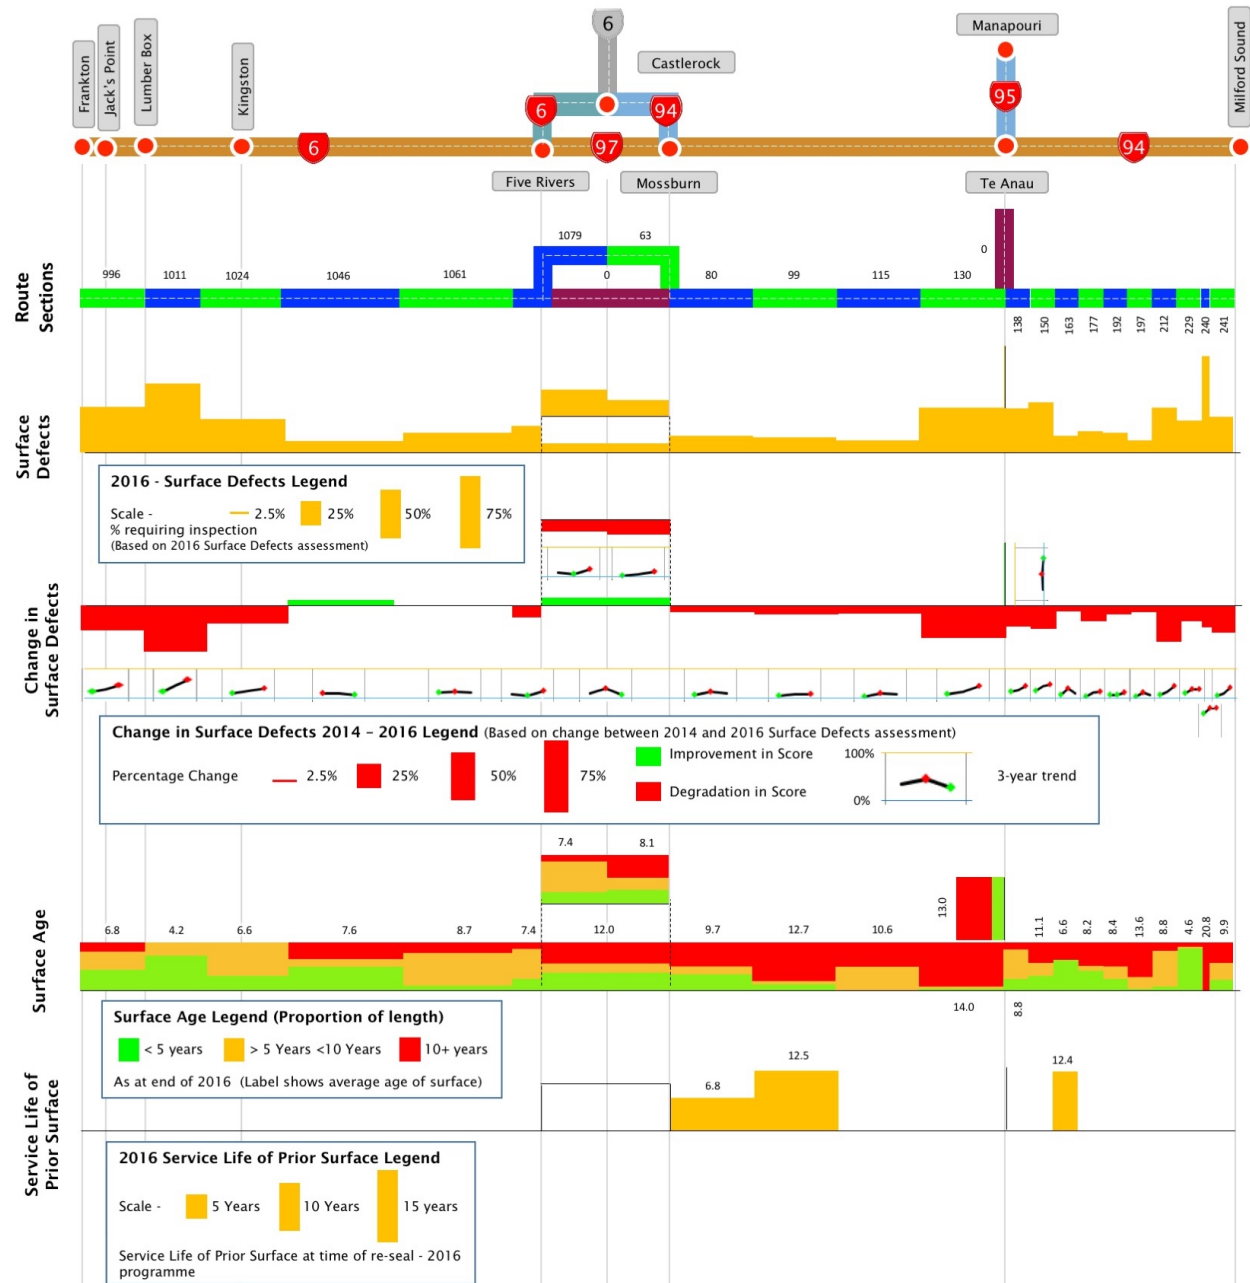 6
Manapouri
Castlerock
Frankton
Jack's Point
Lumber Box
Kingston
Milford Sound
6
94
95
6
97
94
Five Rivers
Mossburn
Te Anau
Route
Sections
996
1011
1024
1046
1061
1079
63
0
80
99
115
130
0
138
150
163
177
192
197
212
229
240
241
Surface
Defects
2016 - Surface Defects Legend
Scale -
% requiring inspection
(Based on 2016 Surface Defects assessment)
2.5%
25%
50%
75%
Change in
Surface Defects
Change in Surface Defects 2014 – 2016 Legend (Based on change between 2014 and 2016 Surface Defects assessment)
Percentage Change
2.5%
25%
50%
75%
Improvement in Score
Degradation in Score
100%
0%
3-year trend
Surface Age
7.4
8.1
6.8
4.2
6.6
7.6
8.7
7.4
12.0
9.7
12.7
10.6
13.0
11.1
6.6
8.2
8.4
13.6
8.8
4.6
20.8
9.9
14.0
8.8
Surface Age Legend (Proportion of length)
< 5 years
> 5 Years <10 Years
10+ years
As at end of 2016 (Label shows average age of surface)
Service Life of
Prior Surface
6.8
12.5
12.4
2016 Service Life of Prior Surface Legend
Scale -
5 Years
10 Years
15 years
Service Life of Prior Surface at time of re-seal - 2016
programme